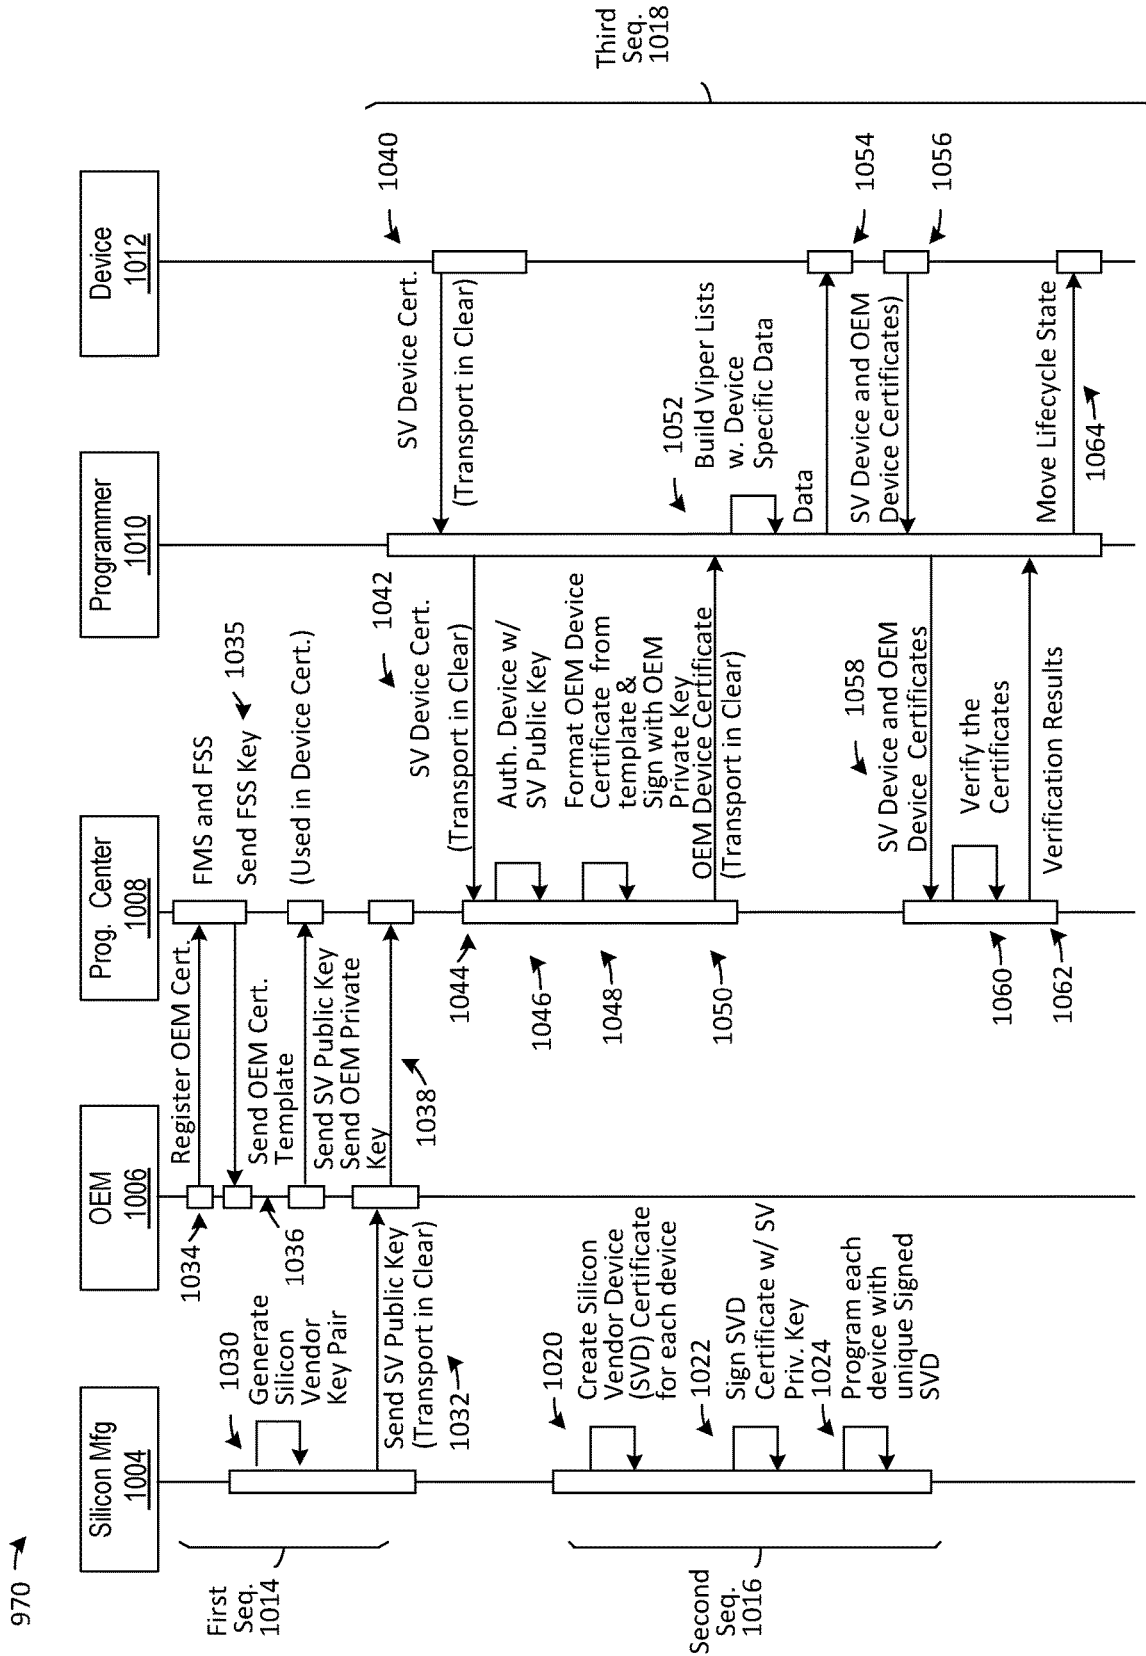 970
Silicon Mfg
1004
OEM
1006
Prog. Center
1008
Programmer
1010
Device
1012
First
Seq.
1014
Second
Seq.
1016
Third
Seq.
1018
1030
Generate
Silicon
Vendor
Key Pair
Send SV Public Key
(Transport in Clear)
1032
1020
Create Silicon
Vendor Device
(SVD) Certificate
for each device
1022
Sign SVD
Certificate w/ SV
Priv. Key
1024
Program each
device with
unique Signed
SVD
1034
Register OEM Cert.
1036
Send OEM Cert.
Template
Send SV Public Key
Send OEM Private
Key
1038
FMS and FSS
Send FSS Key
1035
(Used in Device Cert.)
1044
1046
1048
1050
1060
1062
1042
SV Device Cert.
(Transport in Clear)
Auth. Device w/
SV Public Key
Format OEM Device
Certificate from
template &
Sign with OEM
Private Key
OEM Device Certificate
(Transport in Clear)
1058
SV Device and OEM
Device Certificates
Verify the
Certificates
Verification Results
1040
SV Device Cert.
(Transport in Clear)
1052
Build Viper Lists
w. Device
Specific Data
Data
1054
SV Device and OEM
Device Certificates)
1056
Move Lifecycle State
1064